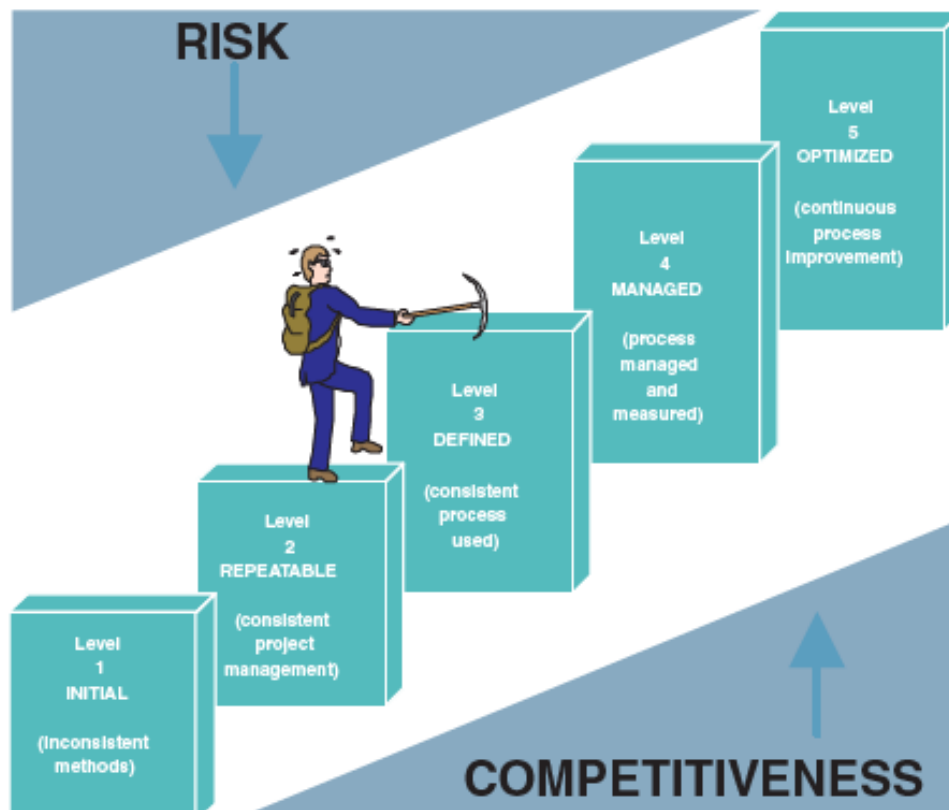 RISK
Level
5
OPTIMIZED
(continuous
process
improvement)
Level
4
MANAGED
(process
managed
and
measured)
Level
3
DEFINED
(consistent
process
used)
Level
2
REPEATABLE
(consistent
project
management)
Level
1
INITIAL
(inconsistent
methods)
COMPETITIVENESS